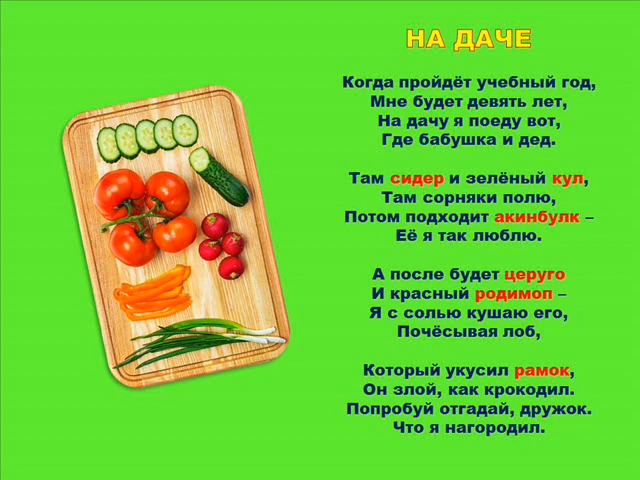 НА ДАЧЕ
Когда пройдёт учебный год,
Мне будет девять лет,
На дачу я поеду вот,
Где бабушка и дед.
Там сидер и зелёный кул,
Там сорняки полю,
Потом подходит акинбулк –
Её я так люблю.
А после будет церуго
И красный родимоп –
Я с солью кушаю его,
Почёсывая лоб,
Который укусил рамок,
Он злой, как крокодил.
Попробуй отгадай, дружок.
Что я нагородил.